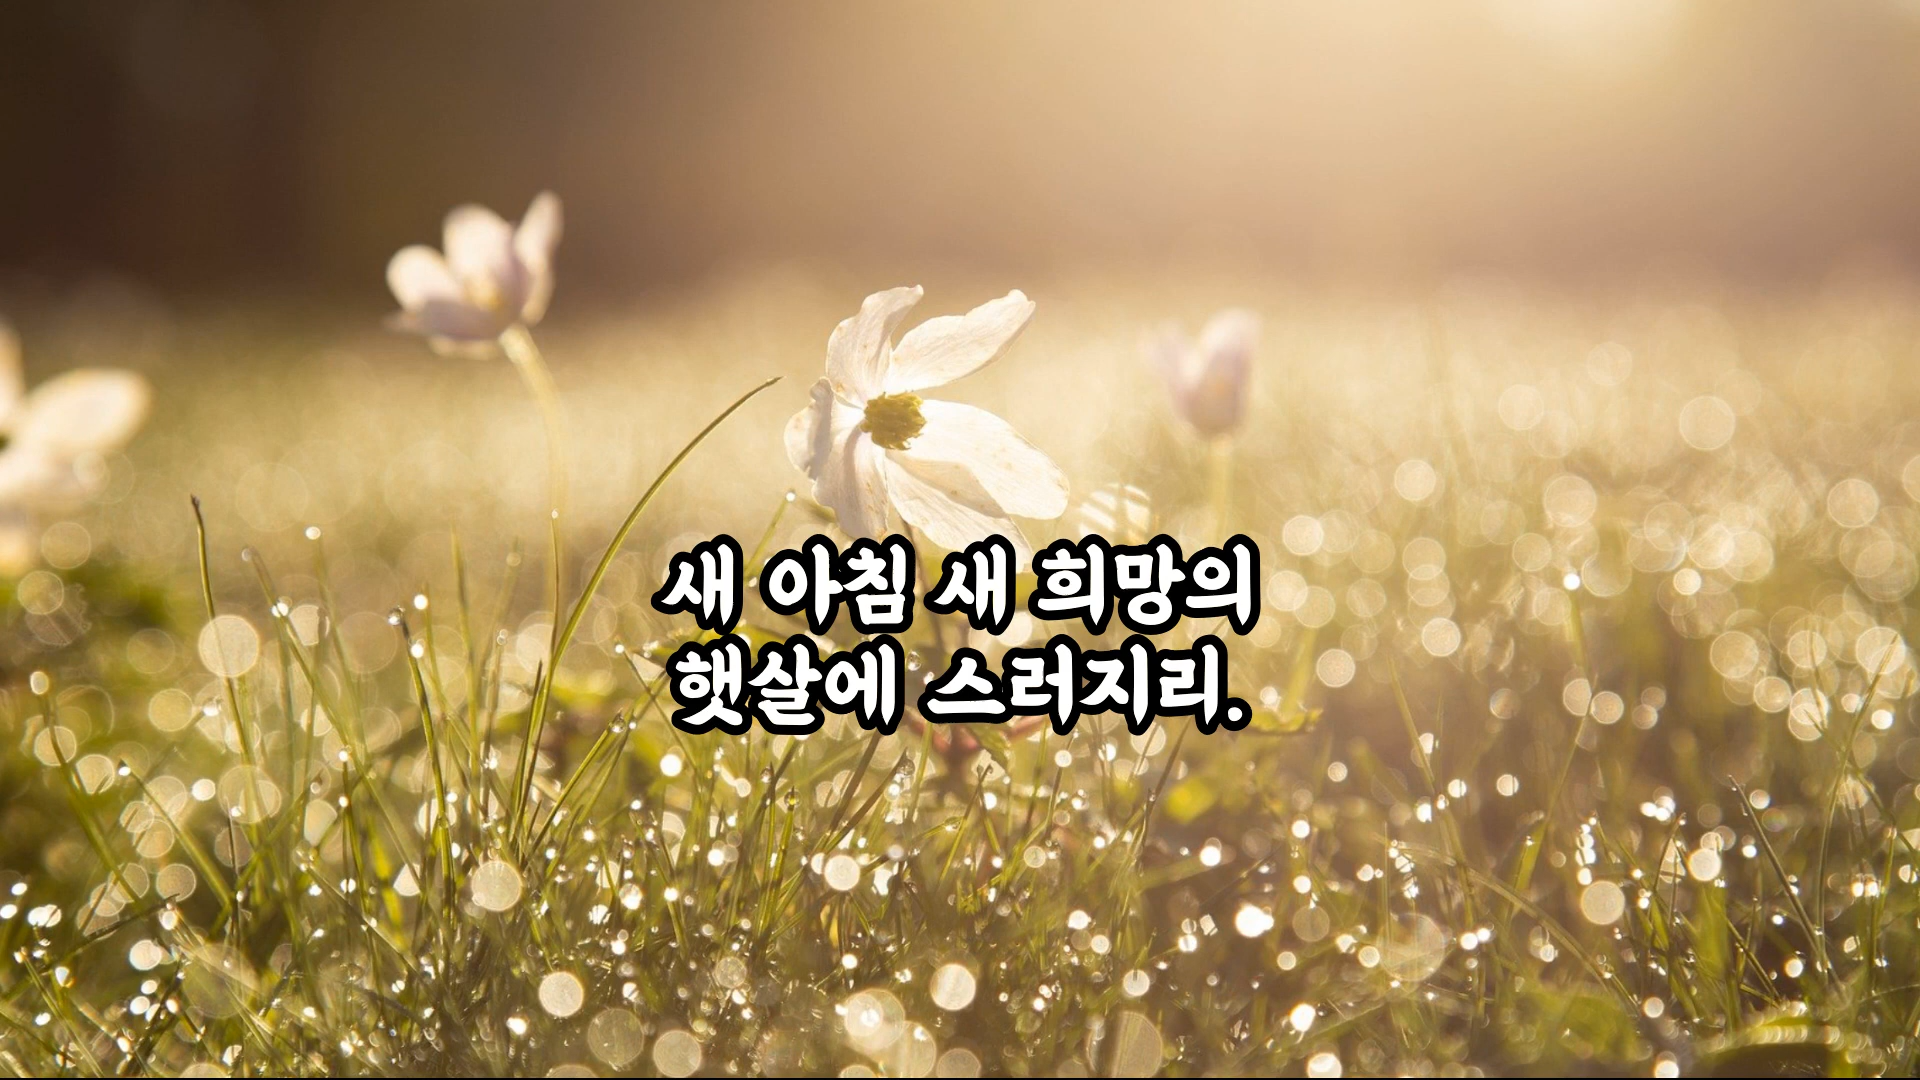 새 아침 새 희망의
햇살에 스러지리.